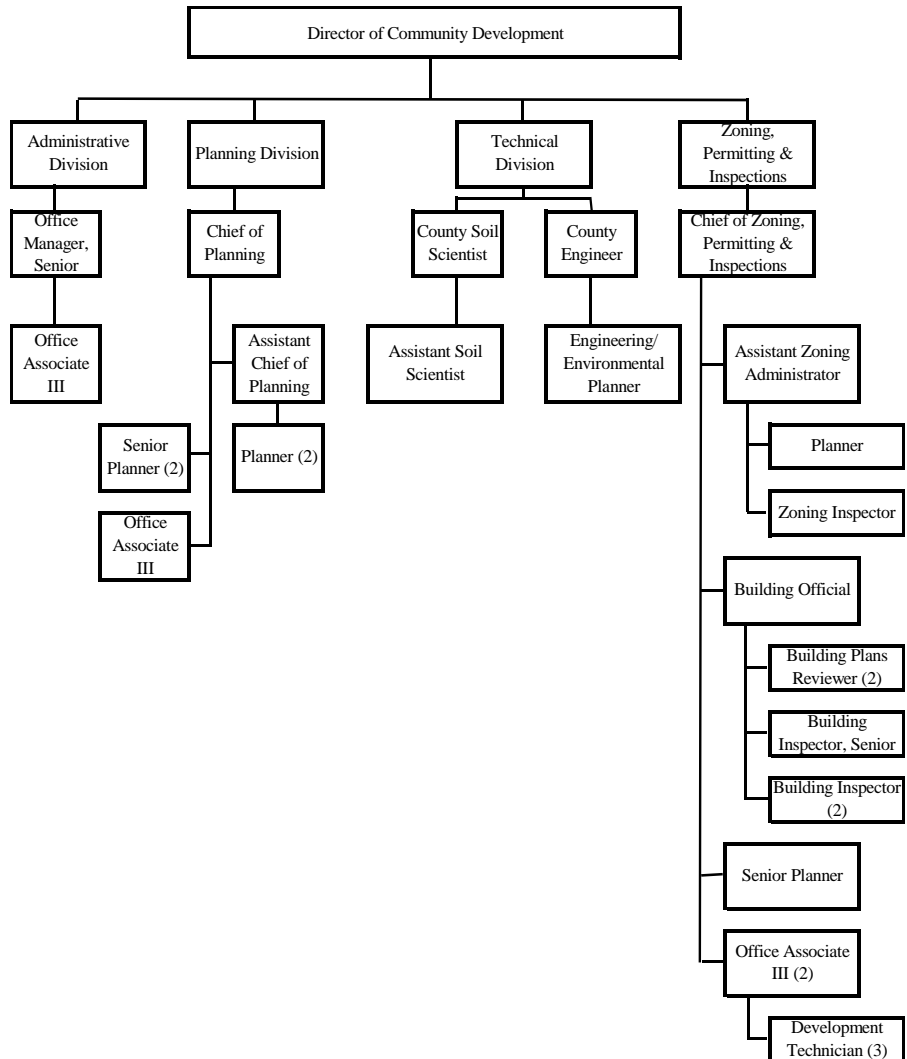 Director of Community Development
Administrative
Division
Planning Division
Technical
Division
Zoning,
Permitting &
Inspections
Office
Manager,
Senior
Chief of
Planning
County Soil
Scientist
County
Engineer
Chief of Zoning,
Permitting &
Inspections
Office
Associate
III
Assistant
Chief of
Planning
Assistant Soil
Scientist
Engineering/
Environmental
Planner
Assistant Zoning
Administrator
Senior
Planner (2)
Planner (2)
Planner
Office
Associate
III
Zoning Inspector
Building Official
Building Plans
Reviewer (2)
Building
Inspector, Senior
Building Inspector
(2)
Senior Planner
Office Associate
III (2)
Development
Technician (3)